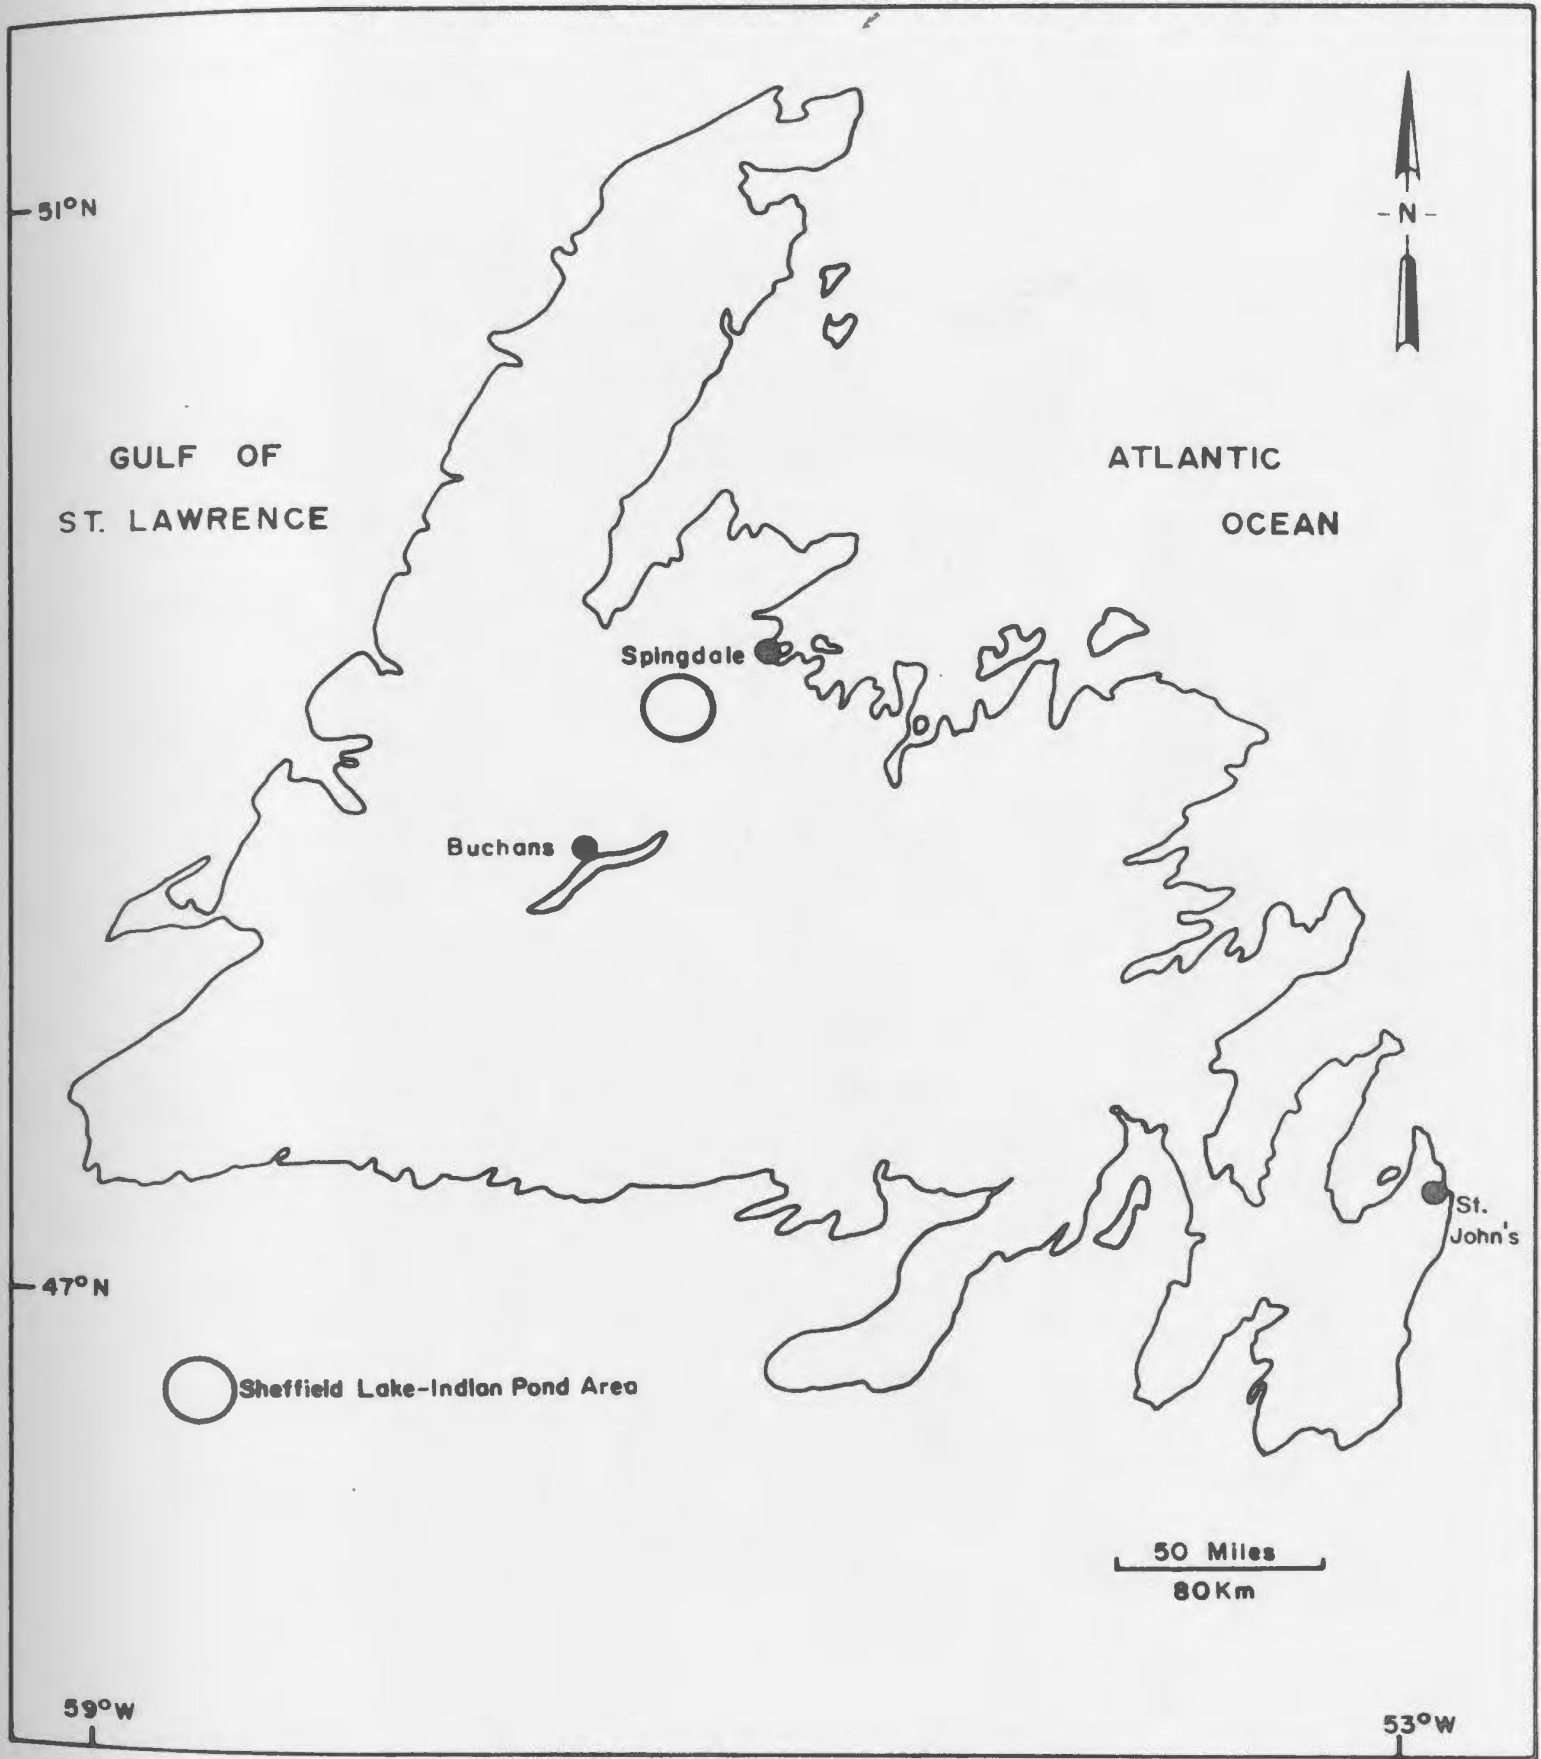 51°N
- N -
GULF OF
ST. LAWRENCE
ATLANTIC
OCEAN
Spingdale
Buchans
St.
John's
47°N
Sheffield Lake-Indian Pond Area
50 Miles
80Km
59°W
53°W